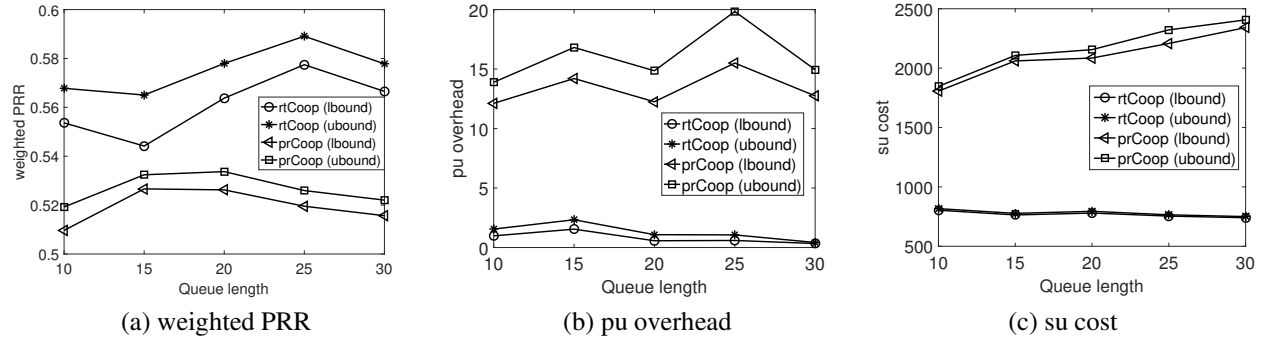 0.6
0.58
0.56
0.54
0.52
0.5
weighted PRR
10 15 20 25 30
Queue length
rtCoop (lbound)
rtCoop (ubound)
prCoop (lbound)
prCoop (ubound)
(a) weighted PRR
20
15
10
5
0
pu overhead
10 15 20 25 30
Queue length
rtCoop (lbound)
rtCoop (ubound)
prCoop (lbound)
prCoop (ubound)
(b) pu overhead
2500
2000
1500
1000
500
su cost
10 15 20 25 30
Queue length
rtCoop (lbound)
rtCoop (ubound)
prCoop (lbound)
prCoop (ubound)
(c) su cost